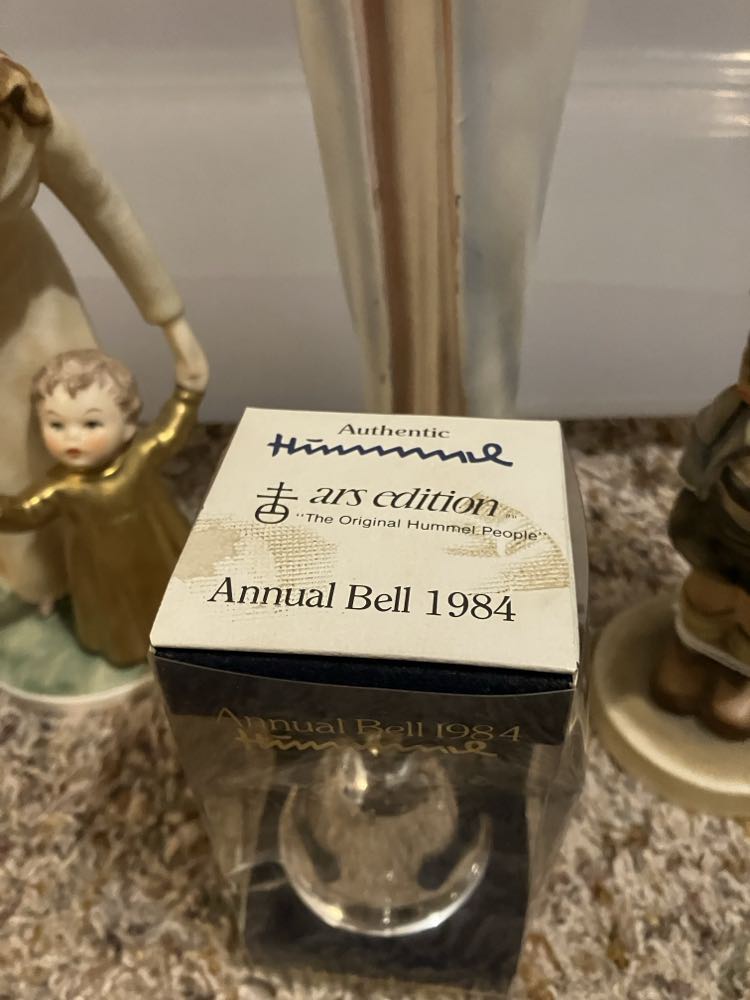 Authentic
Hummel
ars edition
"The Original Hummel People"
Annual Bell 1984
Annual Bell 1984
Hummel